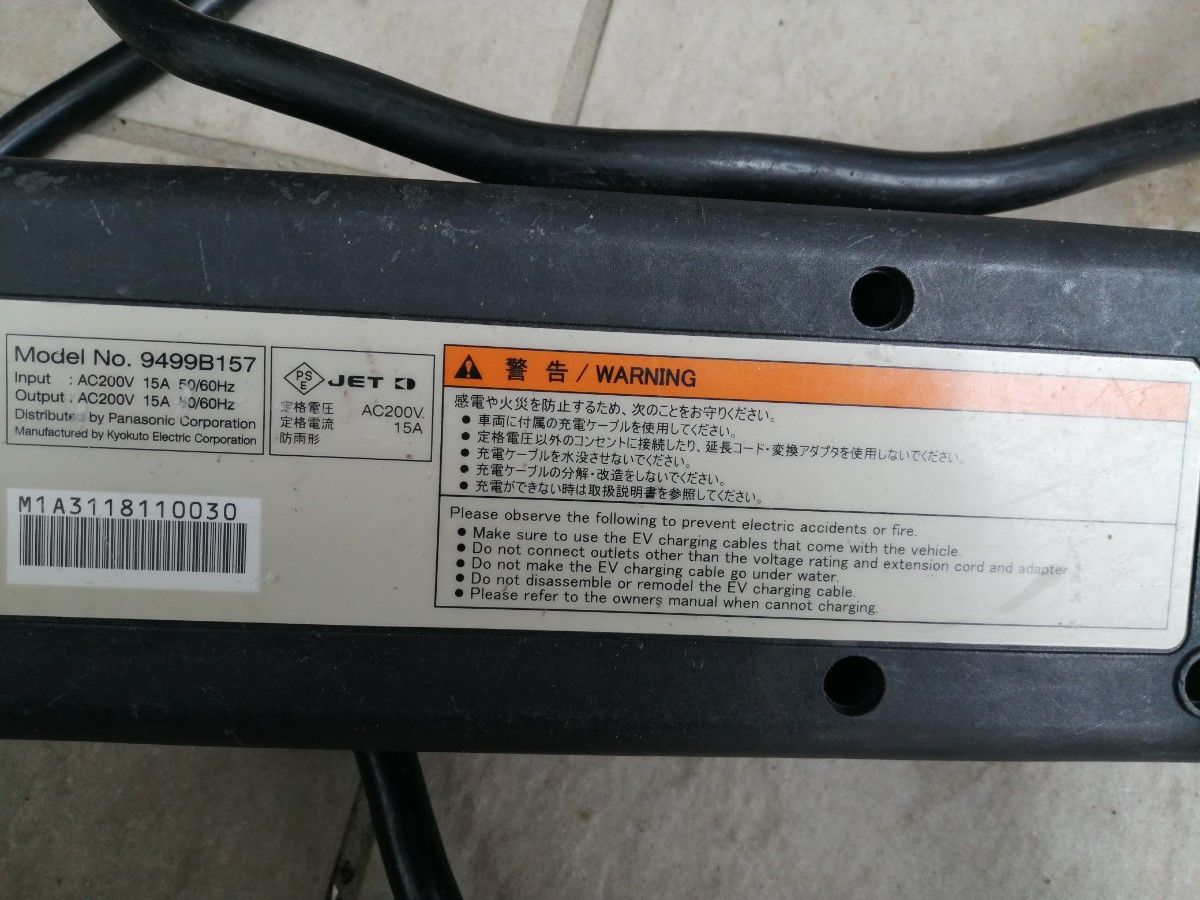 Model No. 9499B157
Input : AC200V 15A 50/60Hz
Output : AC200V 15A 50/60Hz
Distributed by Panasonic Corporation
Manufactured by Kyokuto Electric Corporation
PS
E
JET
定格電圧 AC200V
定格電流 15A
防雨形
M1A3118110030
警告/WARNING
感電や火災を防止するため、次のことをお守りください。
● 車両に付属の充電ケーブルを使用してください。
● 定格電圧以外のコンセントに接続したり、延長コード・変換アダプタを使用しないでください。
● 充電ケーブルを水没させないでください。
● 充電ケーブルの分解・改造をしないでください。
● 充電ができない時は取扱説明書を参照してください。
Please observe the following to prevent electric accidents or fire.
● Make sure to use the EV charging cables that come with the vehicle.
● Do not connect outlets other than the voltage rating and extension cord and adapter
● Do not make the EV charging cable go under water.
● Do not disassemble or remodel the EV charging cable.
● Please refer to the owners manual when cannot charging.